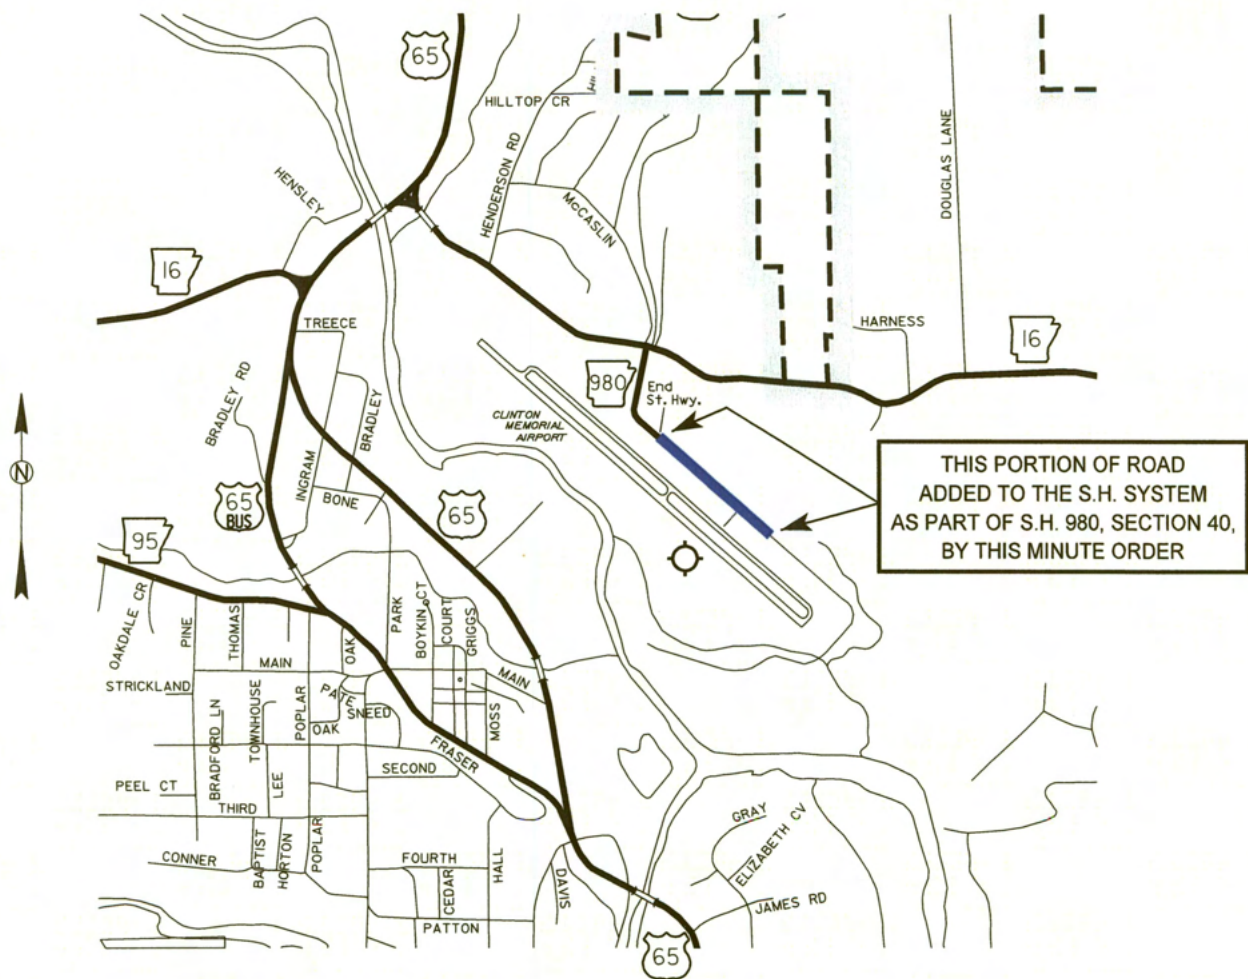 65
HILLTOP CR
HENDERSON RD
HENSLEY
McCASLIN
DOUGLAS LANE
16
TREECE
HARNESS
16
980
End
St. Hwy.
BRADLEY RD
BRADLEY
CLINTON
MEMORIAL
AIRPORT
INGRAM
BONE
N
65
BUS
65
THIS PORTION OF ROAD
ADDED TO THE S.H. SYSTEM
AS PART OF S.H. 980, SECTION 40,
BY THIS MINUTE ORDER
95
OAKDALE CR
PINE
THOMAS
OAK
PARK
BOYKIN CT
COURT
GRIGGS
MAIN
MAIN
STRICKLAND
BRADFORD LN
TOWNHOUSE
POPLAR
PATE
SNEED
OAK
MOSS
FRASER
SECOND
PEEL CT
LEE
THIRD
GRAY
ELIZABETH CV
CONNER
BAPTIST
HORTON
POPLAR
FOURTH
HALL
CEDAR
DAVIS
JAMES RD
PATTON
65